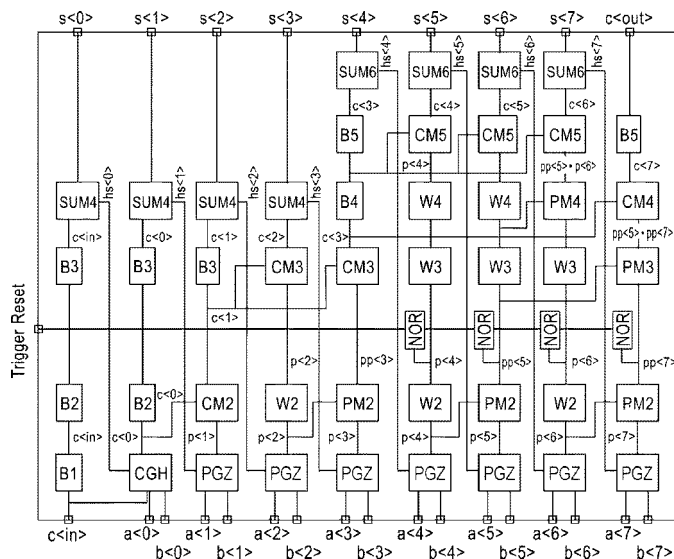 s<0> s<1> s<2> s<3> s<4> s<5> s<6> s<7> c<out>
hs<4> hs<5> hs<6> hs<7>
SUM6 SUM6 SUM6 SUM6
c<3> c<4> c<5> c<6>
B5 CM5 CM5 CM5 B5
p<4> pp<5>•p<6> c<7>
hs<0> hs<1> hs<2> hs<3>
SUM4 SUM4 SUM4 SUM4 B4 W4 W4 PM4 CM4
c<in> c<0> c<1> c<2> c<3> pp<5>•pp<7>
B3 B3 B3 CM3 CM3 W3 W3 W3 PM3
c<1>
Trigger Reset
NOR NOR NOR NOR
p<2> pp<3> p<4> pp<5> p<6> pp<7>
c<0>
B2 B2 CM2 W2 PM2 W2 PM2 W2 PM2
c<in> c<0> p<1> p<2> p<3> p<4> p<5> p<6> p<7>
B1 CGH PGZ PGZ PGZ PGZ PGZ PGZ PGZ
c<in> a<0> a<1> a<2> a<3> a<4> a<5> a<6> a<7>
b<0> b<1> b<2> b<3> b<4> b<5> b<6> b<7>